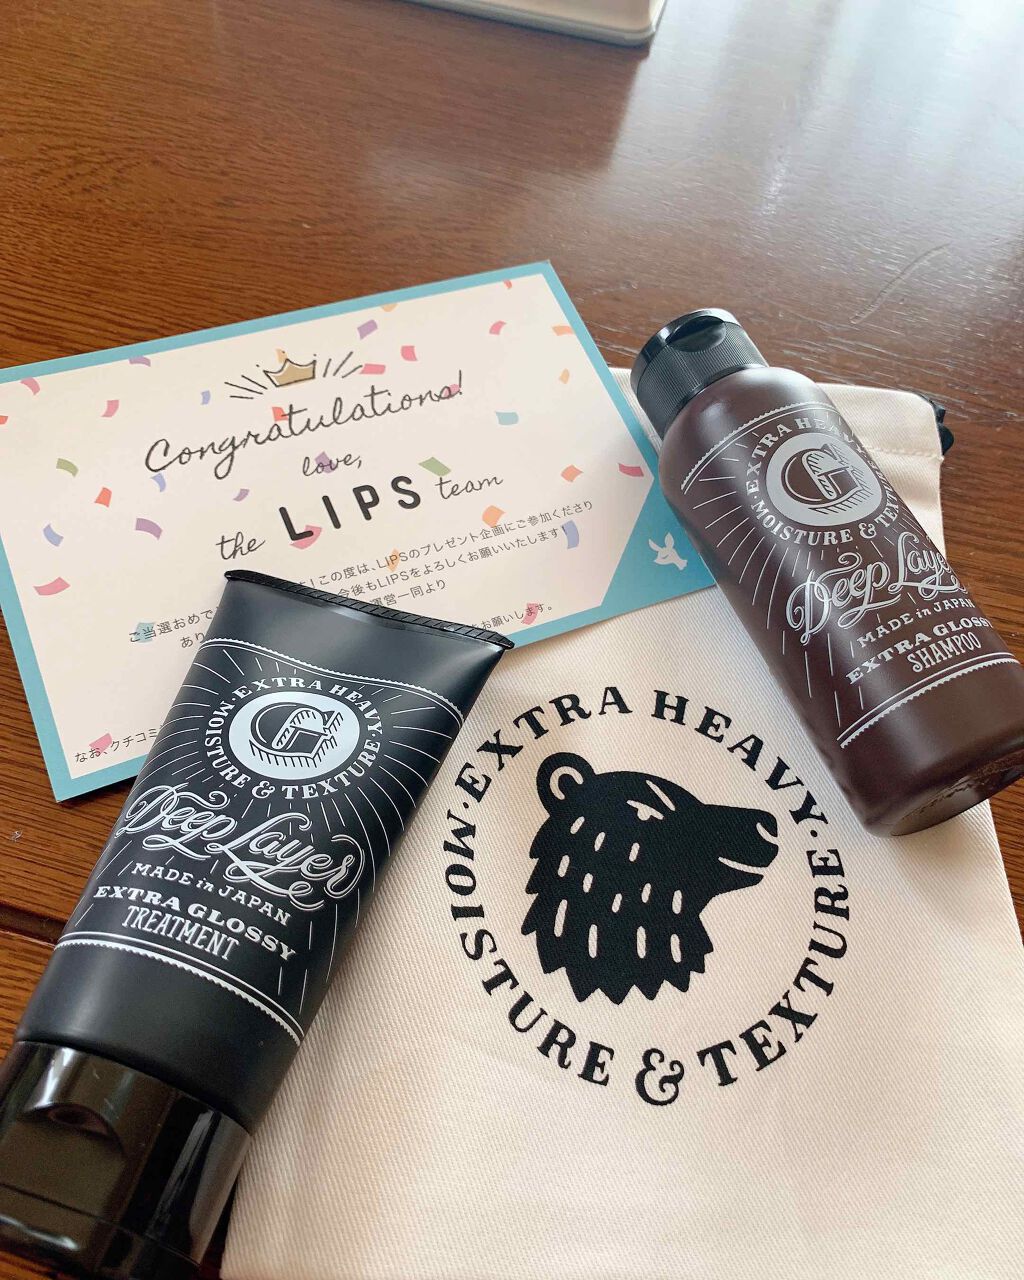 Congratulations!
love,
the LIPS team
この度は、LIPSのプレゼント企画にご参加くださり
ご当選おめで
あり
今後もLIPSをよろしくお願いいたします!
運営一同より
なお、クチコミ
をお願いします。
EXTRA HEAVY
MOISTURE & TEXTURE
G
Deep Layer
MADE in JAPAN
EXTRA GLOSSY
TREATMENT
EXTRA HEAVY
MOISTURE & TEXTU
G
Deep Laye
MADE in JAPAN
EXTRA GLOSSY
SHAMPOO
EXTRA HEAVY
MOISTURE & TEXTURE